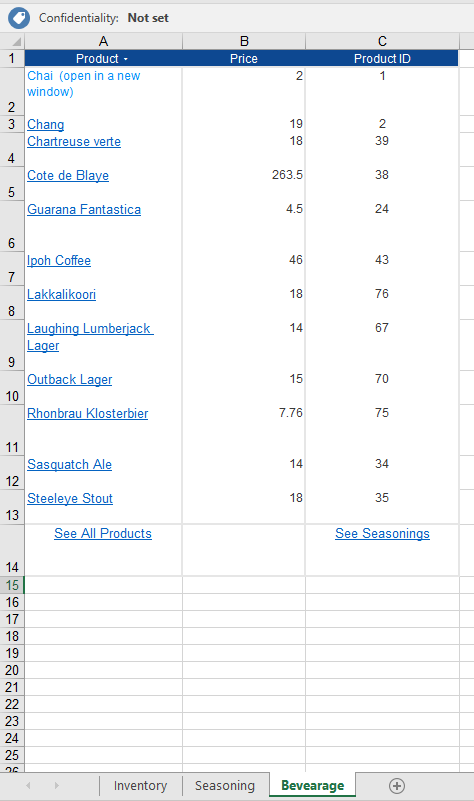 Confidentiality: Not set
A B C
1 Product Price Product ID
Chai (open in a new 2 1
window)
2
3 Chang 19 2
Chartreuse verte 18 39
4
Cote de Blaye 263.5 38
5
Guarana Fantastica 4.5 24
6
Ipoh Coffee 46 43
7
Lakkalikoori 18 76
8
Laughing Lumberjack 14 67
Lager
9
Outback Lager 15 70
10
Rhonbrau Klosterbier 7.76 75
11
Sasquatch Ale 14 34
12
Steeleye Stout 18 35
13
See All Products See Seasonings
14
15
16
17
18
19
20
21
22
23
24
25
26
Inventory Seasoning Bevearage